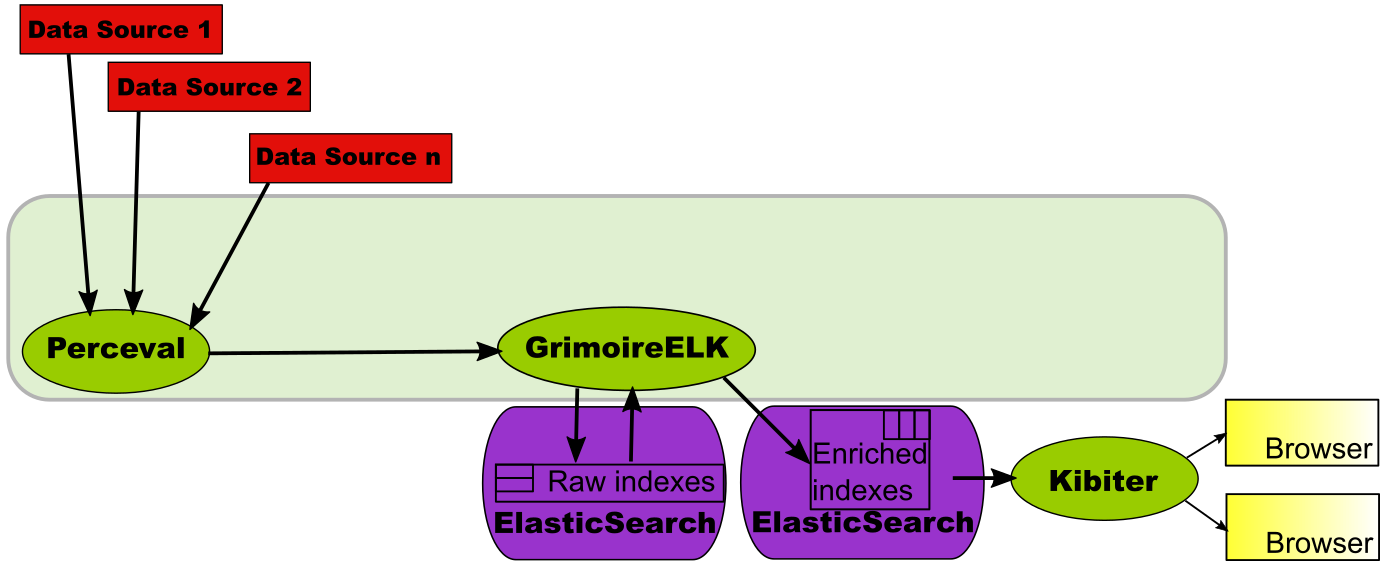 Data Source 1
Data Source 2
Data Source n
Perceval
GrimoireELK
Raw indexes
ElasticSearch
Enriched
indexes
ElasticSearch
Kibiter
Browser
Browser